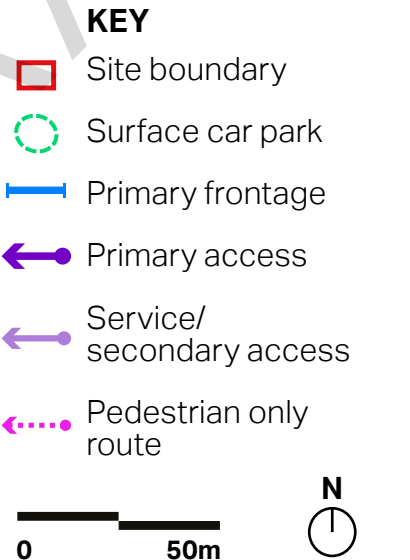 KEY
Site boundary
Surface car park
Primary frontage
Primary access
Service/
secondary access
Pedestrian only
route
N
0 50m